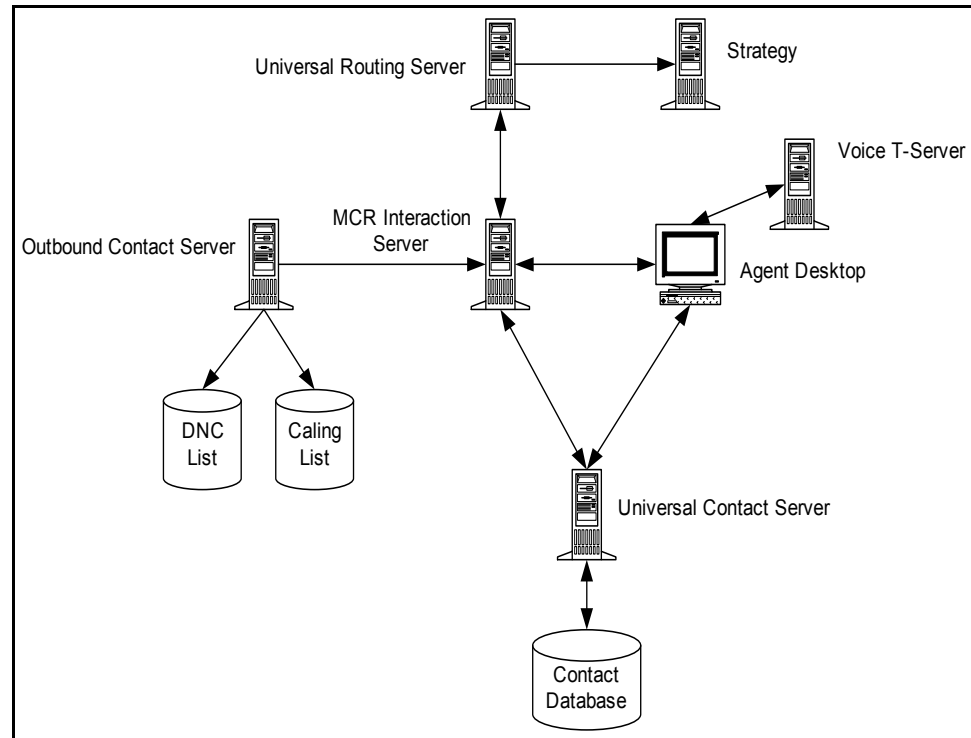 Universal Routing Server
Strategy
Voice T-Server
MCR Interaction
Server
Outbound Contact Server
Agent Desktop
DNC
List
Caling
List
Universal Contact Server
Contact
Database